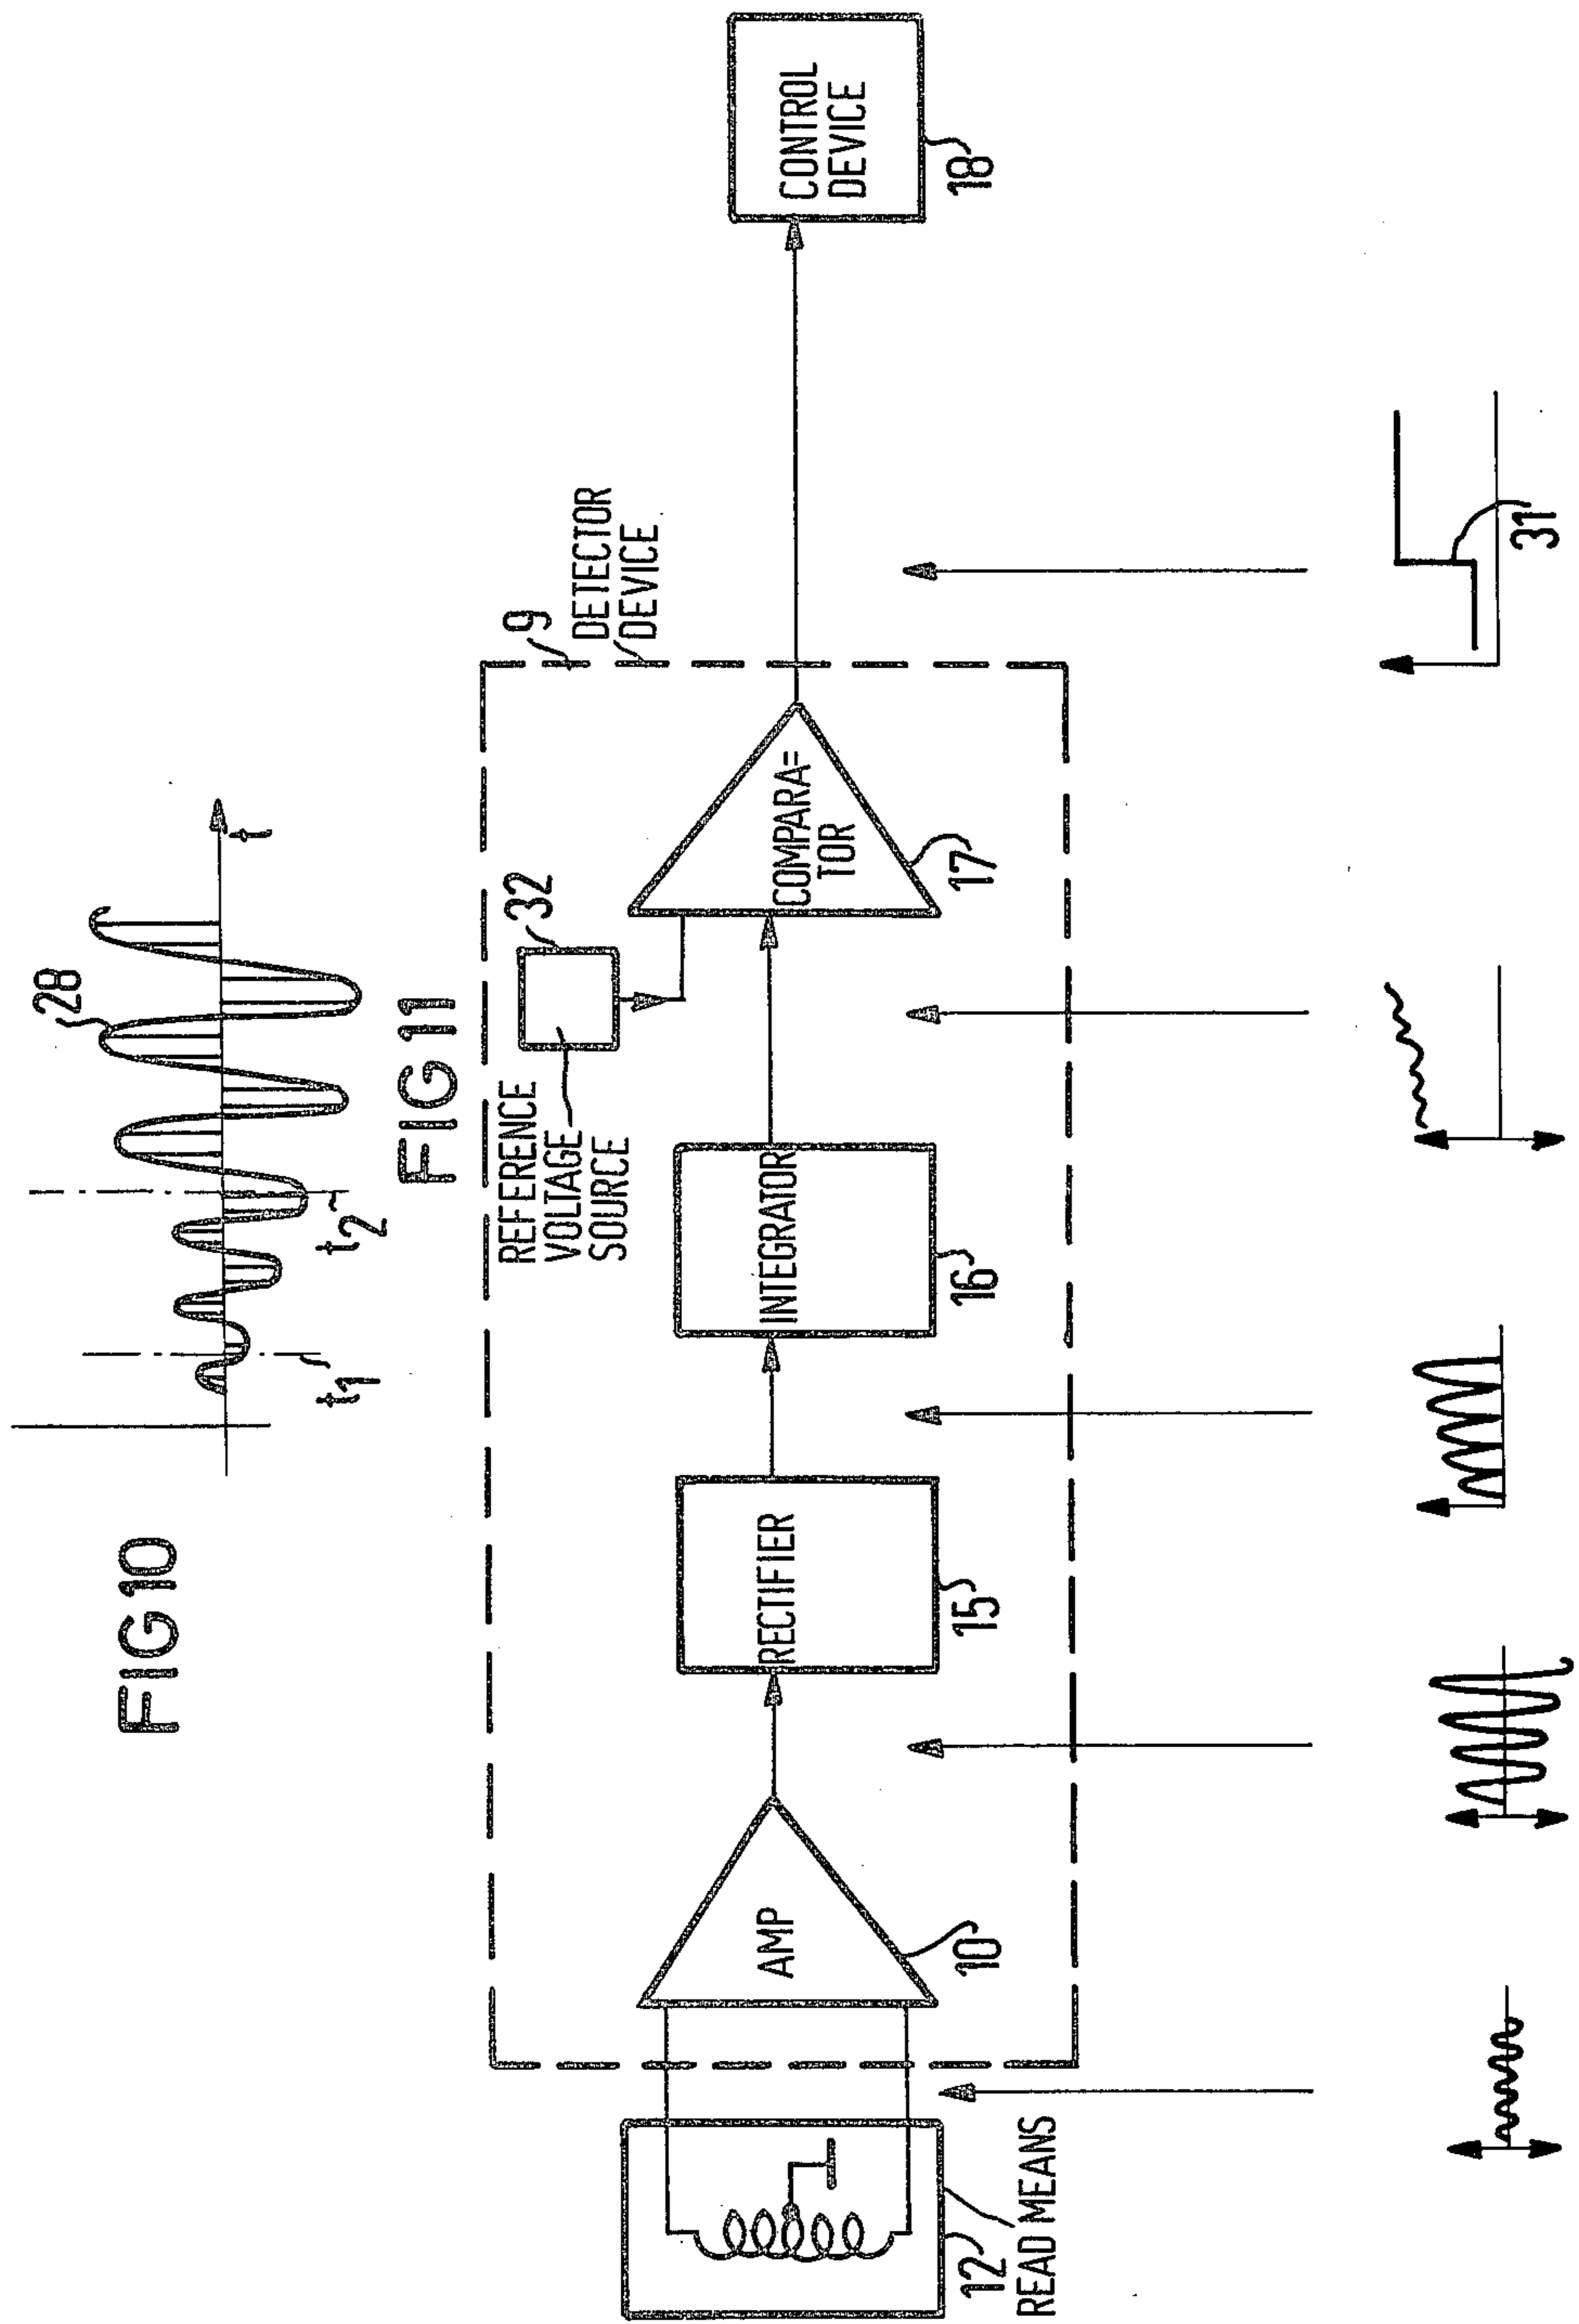 FIG 10
28
t
t1
t2
FIG 11
9
DETECTOR
DEVICE
REFERENCE
VOLTAGE
SOURCE
32
12
READ MEANS
AMP
10
RECTIFIER
15
INTEGRATOR
16
COMPARA=
TOR
17
CONTROL
DEVICE
18
31